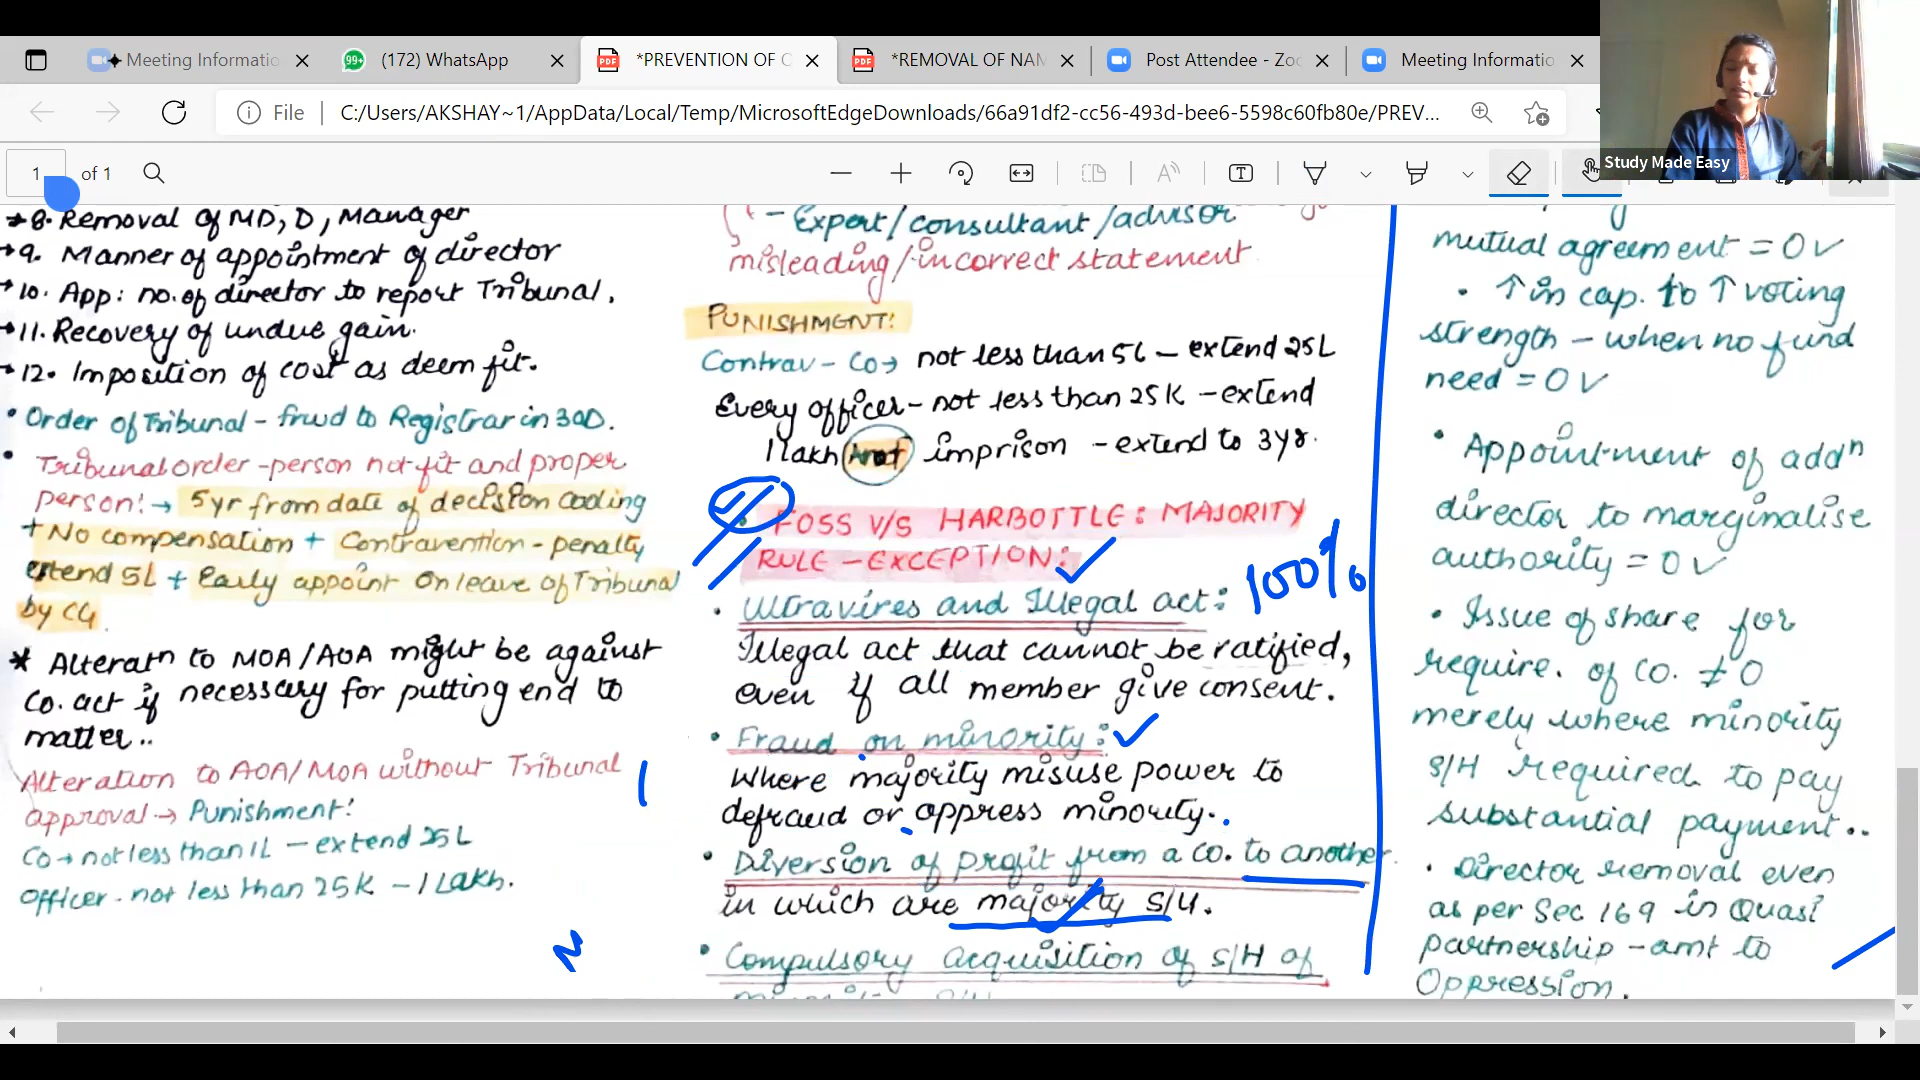 Meeting Informatio
(172) WhatsApp
*PREVENTION OF O
*REMOVAL OF NAM
Post Attendee - Zoo
Meeting Informatio
File
C:/Users/AKSHAY~1/AppData/Local/Temp/MicrosoftEdgeDownloads/66a91df2-cc56-493d-bee6-5598c60fb80e/PREV...
Study Made Easy
1 of 1
8. Removal of MD, D, Manager
9. Manner of appointment of director
10. App: no. of director to report Tribunal.
11. Recovery of undue gain.
12. Imposition of cost as deem fit.
• Order of Tribunal - frwd to Registrar in 30D.
• Tribunal order - person not fit and proper
person: → 5yr from date of decision
+ No compensation + Contravention - penalty
extend 5L + Early appoint on leave of Tribunal
by CG
* Alteratn to MOA/AOA might be against
Co. act if necessary for putting end to
matter..
Alteration to AOA/MOA without Tribunal
approval → Punishment:
Co → not less than 1L - extend 25L
Officer - not less than 25K - 1 Lakh.
- Expert/consultant/advisor
misleading/incorrect statement
PUNISHMENT:
Contrav - Co → not less than 5L - extend 25L
Every officer - not less than 25K - extend
1 lakh imprison - extend to 3yr.
• FOSS V/S HARBOTTLE: MAJORITY
RULE - EXCEPTION:
100%
• Ultravires and Illegal act:
Illegal act that cannot be ratified,
even if all member give consent.
• Fraud on minority:
Where majority misuse power to
defraud or oppress minority.
• Diversion of profit from a co. to another
in which are majority S/H.
• Compulsory acquisition of S/H of
mutual agreement = O ✓
• ↑ in cap. to ↑ voting
strength - when no fund
need = O ✓
• Appointment of addn
director to marginalise
authority = O ✓
• Issue of share for
require. of co. ≠ O
merely where minority
S/H required to pay
substantial payment..
• Director removal even
as per Sec 169 in Quasi
partnership - amt to
Oppression.